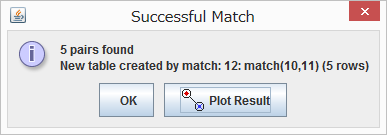 Successful Match
5 pairs found
New table created by match: 12: match(10,11) (5 rows)
OK
Plot Result